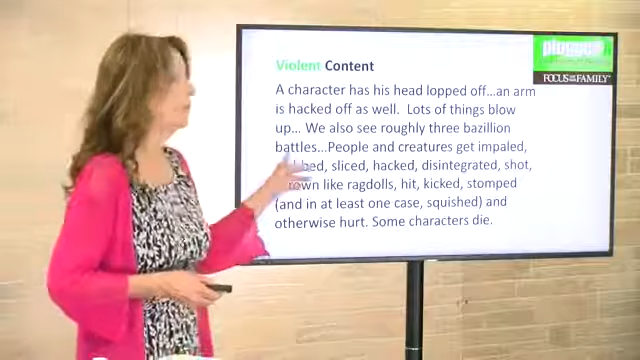 Violent Content
A character has his head lopped off...an arm
is hacked off as well. Lots of things blow
up... We also see roughly three bazillion
battles...People and creatures get impaled,
sliced, hacked, disintegrated, shot,
like ragdolls, hit, kicked, stomped
(and in at least one case, squished) and
otherwise hurt. Some characters die.
FOCUS ON THE FAMILY